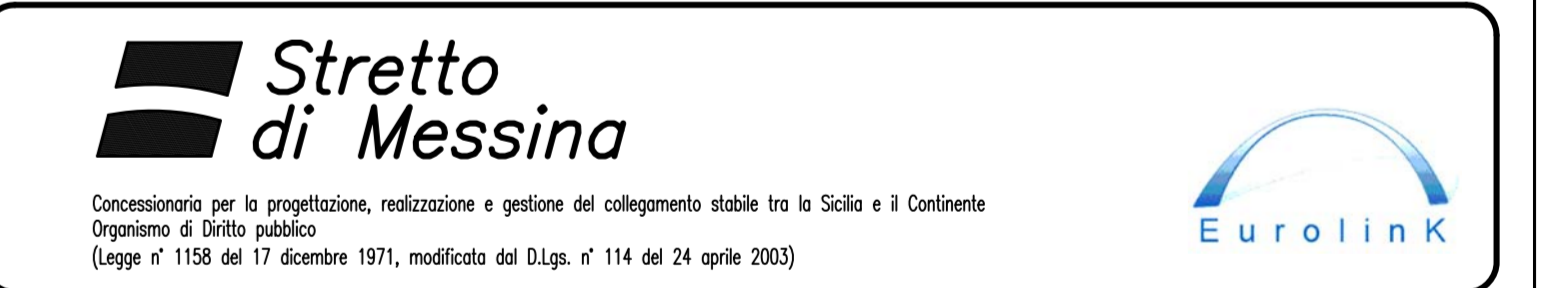 Stretto
di Messina
Concessionaria per la progettazione, realizzazione e gestione del collegamento stabile tra la Sicilia e il Continente
Organismo di Diritto pubblico
(Legge n° 1158 del 17 dicembre 1971, modificata dal D.Lgs. n° 114 del 24 aprile 2003)
EurolinK